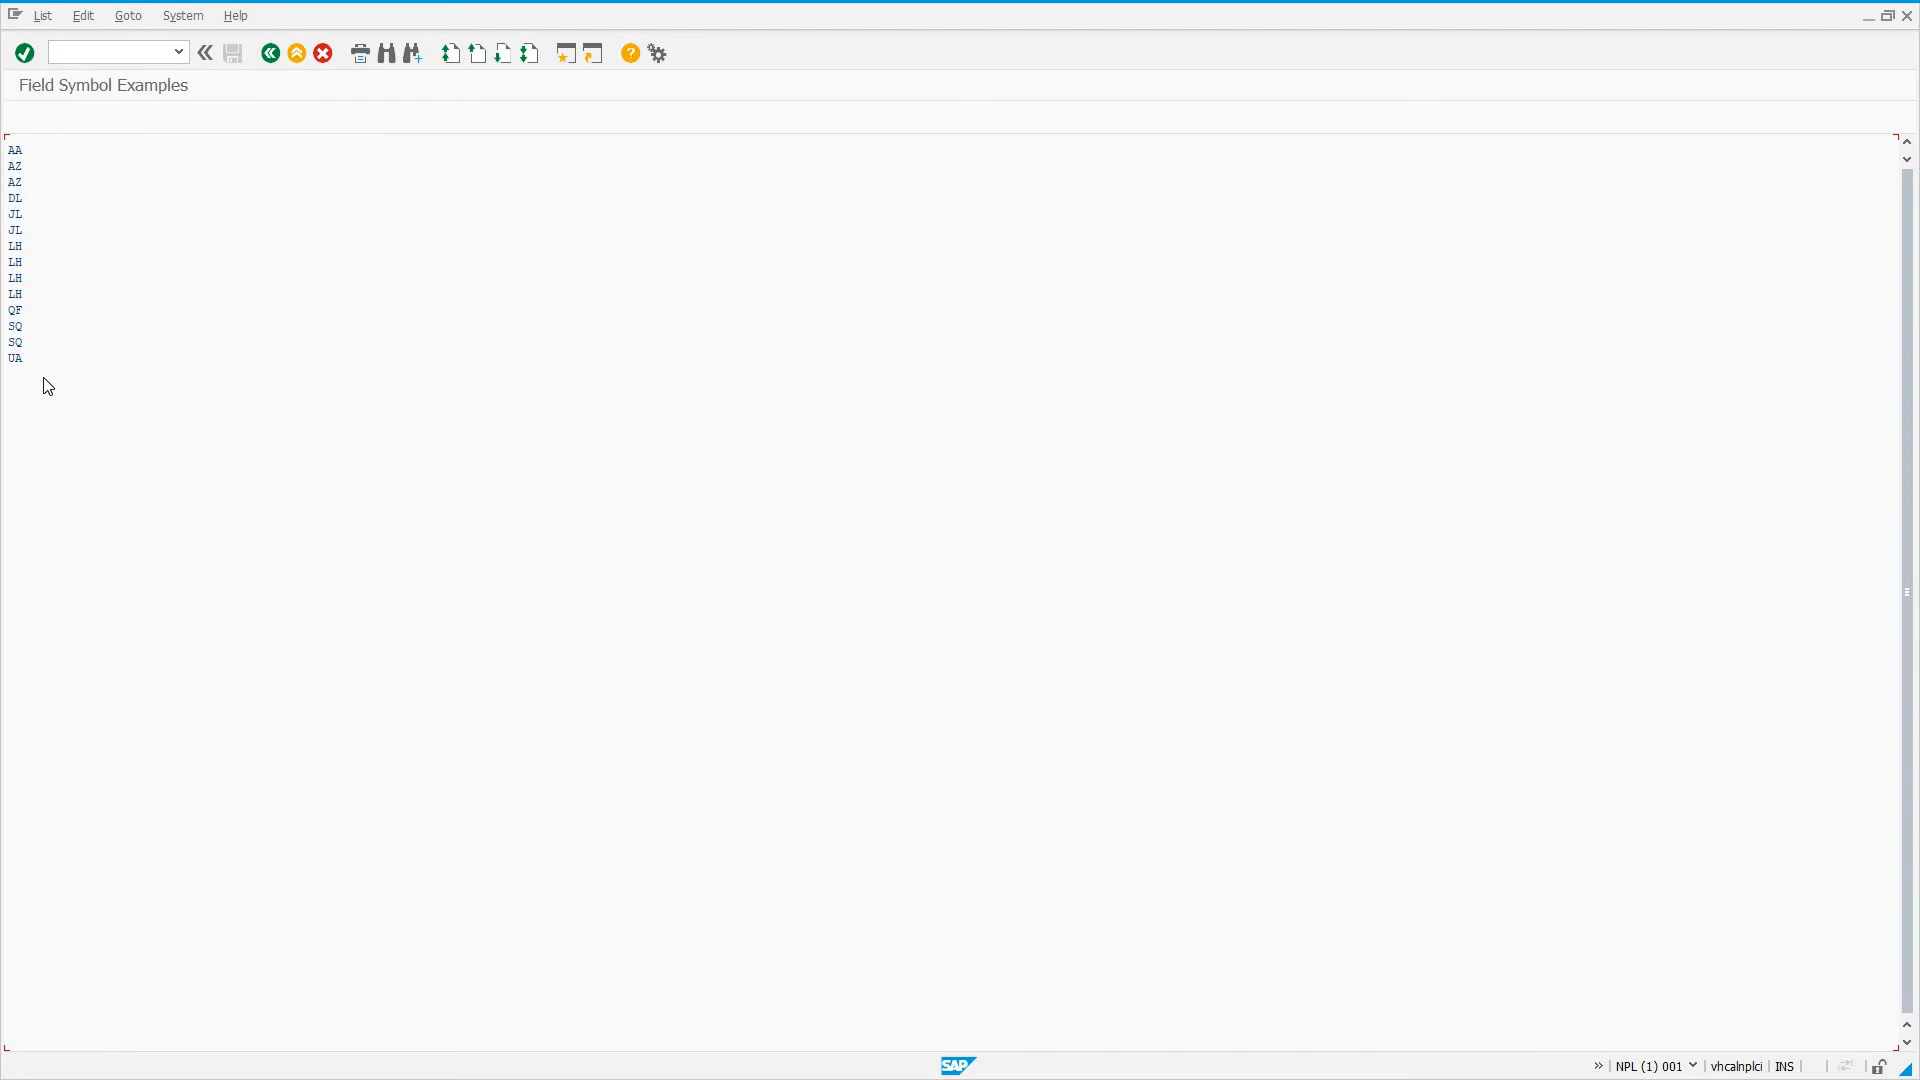 List Edit Goto System Help
Field Symbol Examples
AA
AZ
AZ
DL
JL
JL
LH
LH
LH
LH
QF
SQ
SQ
UA
SAP
NPL (1) 001 vhcalnplci INS